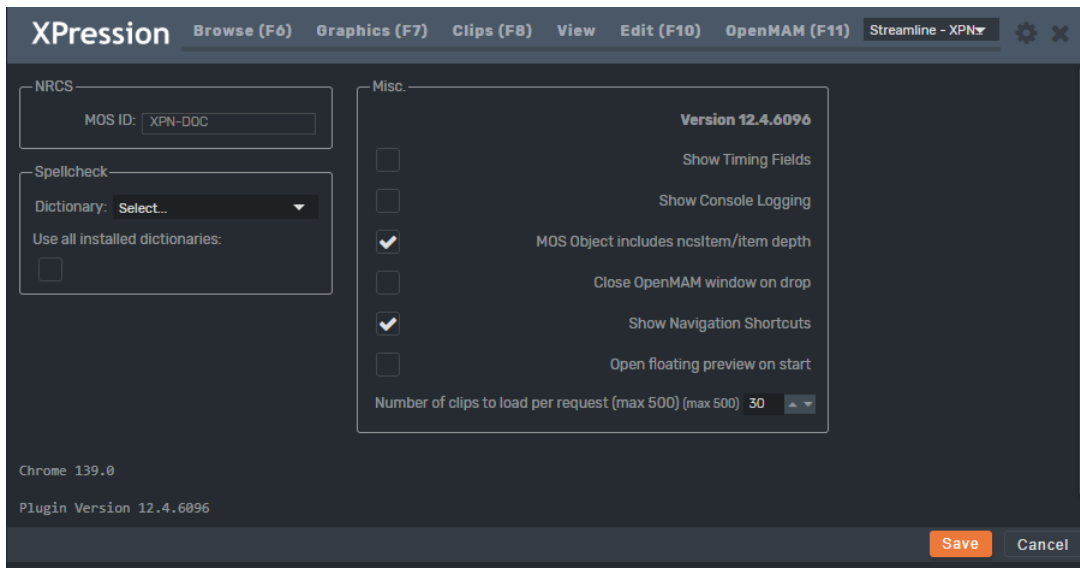 XPression Browse (F6) Graphics (F7) Clips (F8) View Edit (F10) OpenMAM (F11) Streamline - XPN
NRCS
MOS ID: XPN-DOC
Spellcheck
Dictionary: Select...
Use all installed dictionaries:
Misc.
Version 12.4.6096
Show Timing Fields
Show Console Logging
MOS Object includes ncsItem/item depth
Close OpenMAM window on drop
Show Navigation Shortcuts
Open floating preview on start
Number of clips to load per request (max 500) (max 500) 30
Chrome 139.0
Plugin Version 12.4.6096
Save Cancel